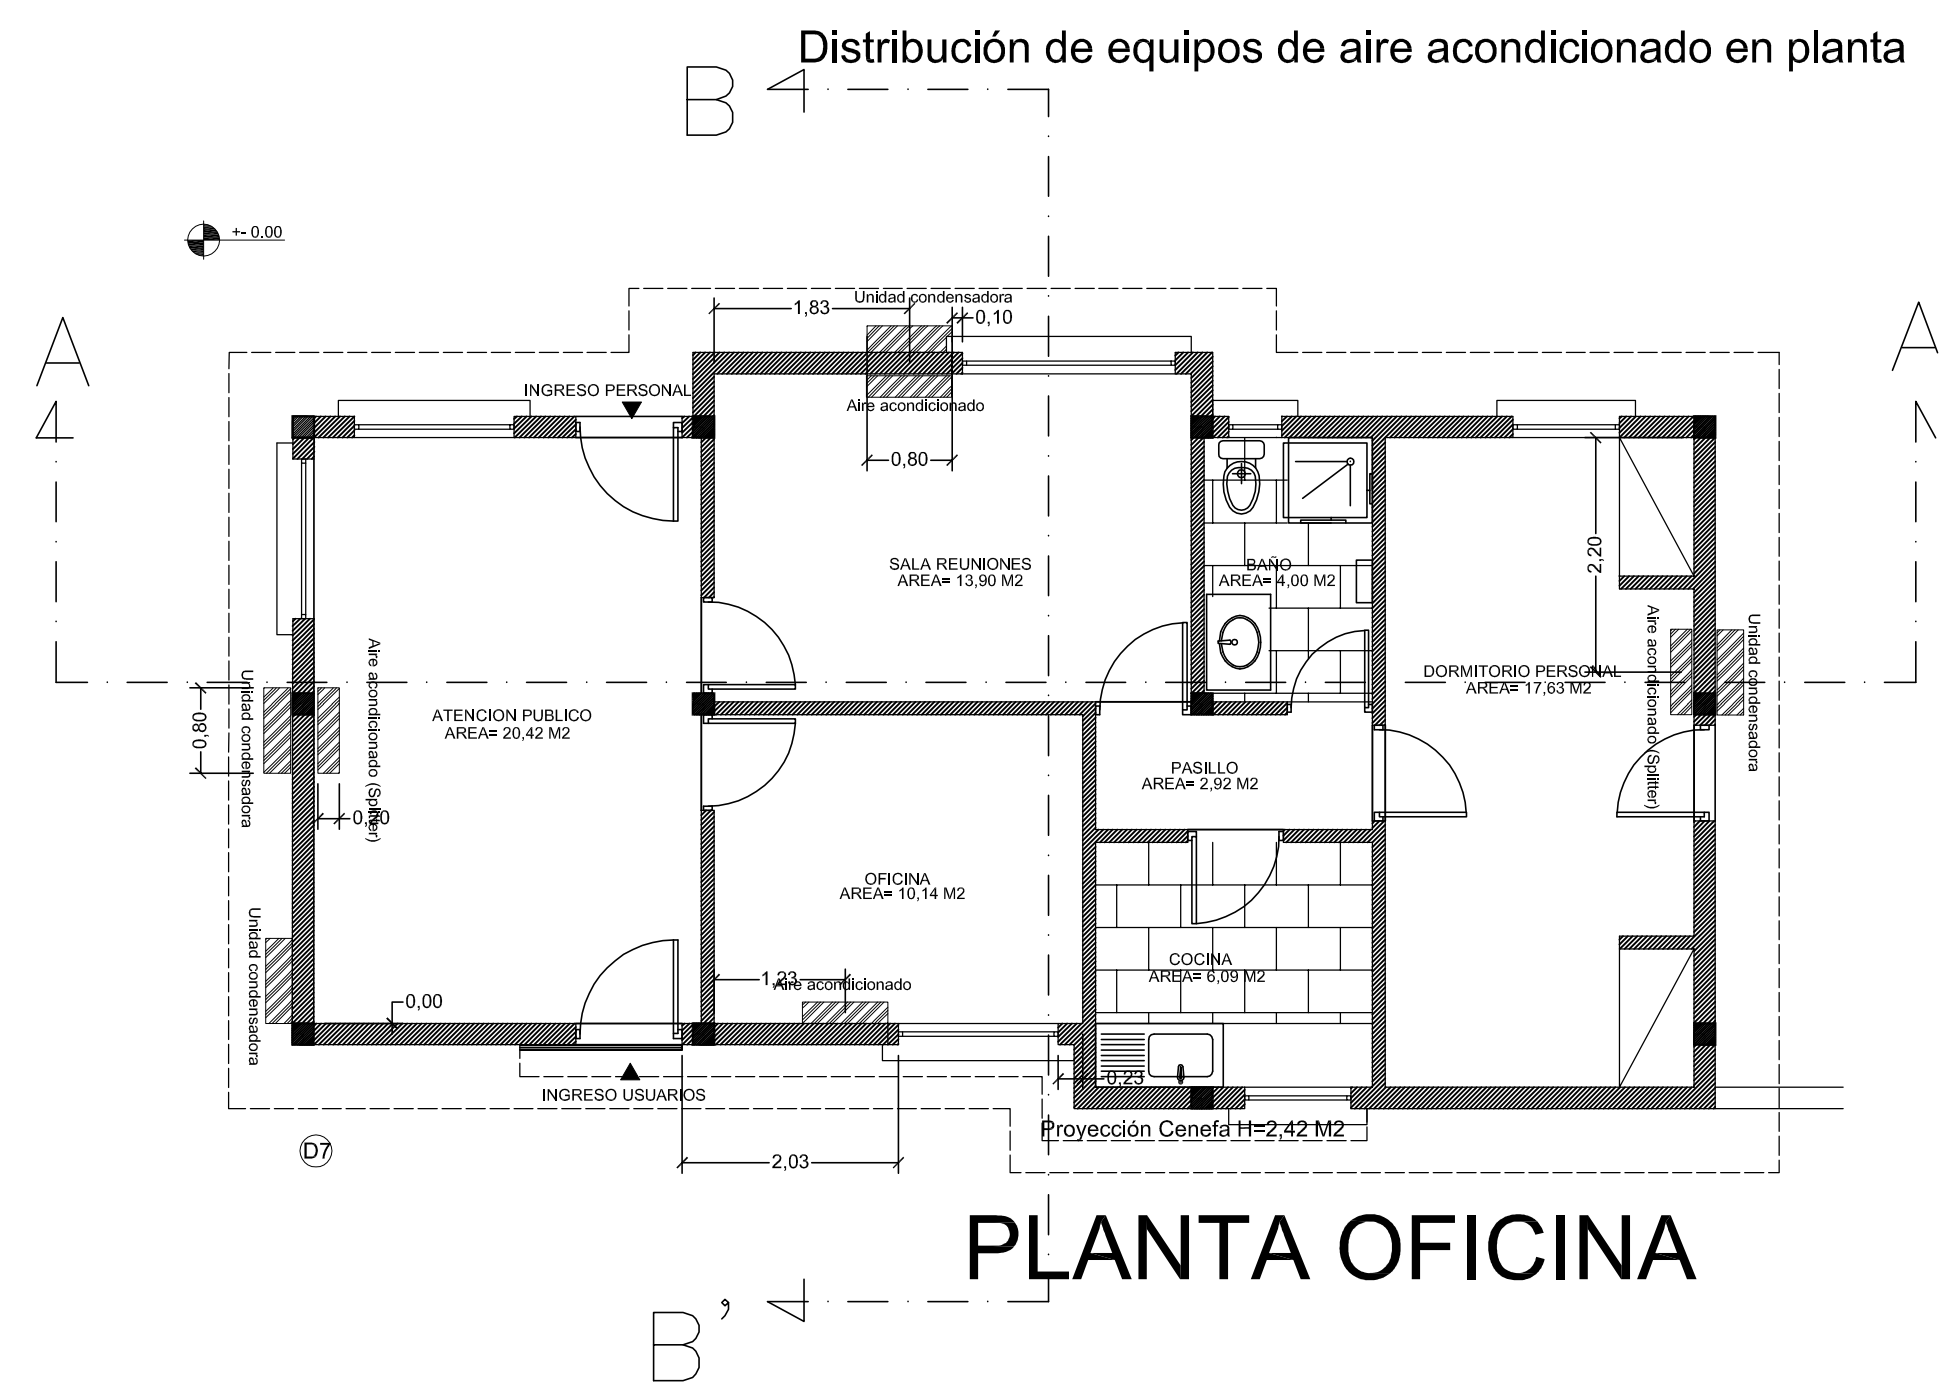 Distribución de equipos de aire acondicionado en planta
B
+- 0.00
A
A
Unidad condensadora
1,83
0,10
INGRESO PERSONAL
Aire acondicionado
0,80
2,20
SALA REUNIONES
AREA= 13,90 M2
BAÑO
AREA= 4,00 M2
Aire acondicionado (Splitter)
Unidad condensadora
DORMITORIO PERSONAL
AREA= 17,63 M2
Unidad condensadora
0,80
Aire acondicionado (Splitter)
ATENCION PUBLICO
AREA= 20,42 M2
PASILLO
AREA= 2,92 M2
0,20
OFICINA
AREA= 10,14 M2
Unidad condensadora
COCINA
AREA= 6,09 M2
1,23
Aire acondicionado
0,00
0,23
INGRESO USUARIOS
Proyección Cenefa H=2,42 M2
D7
2,03
PLANTA OFICINA
B'